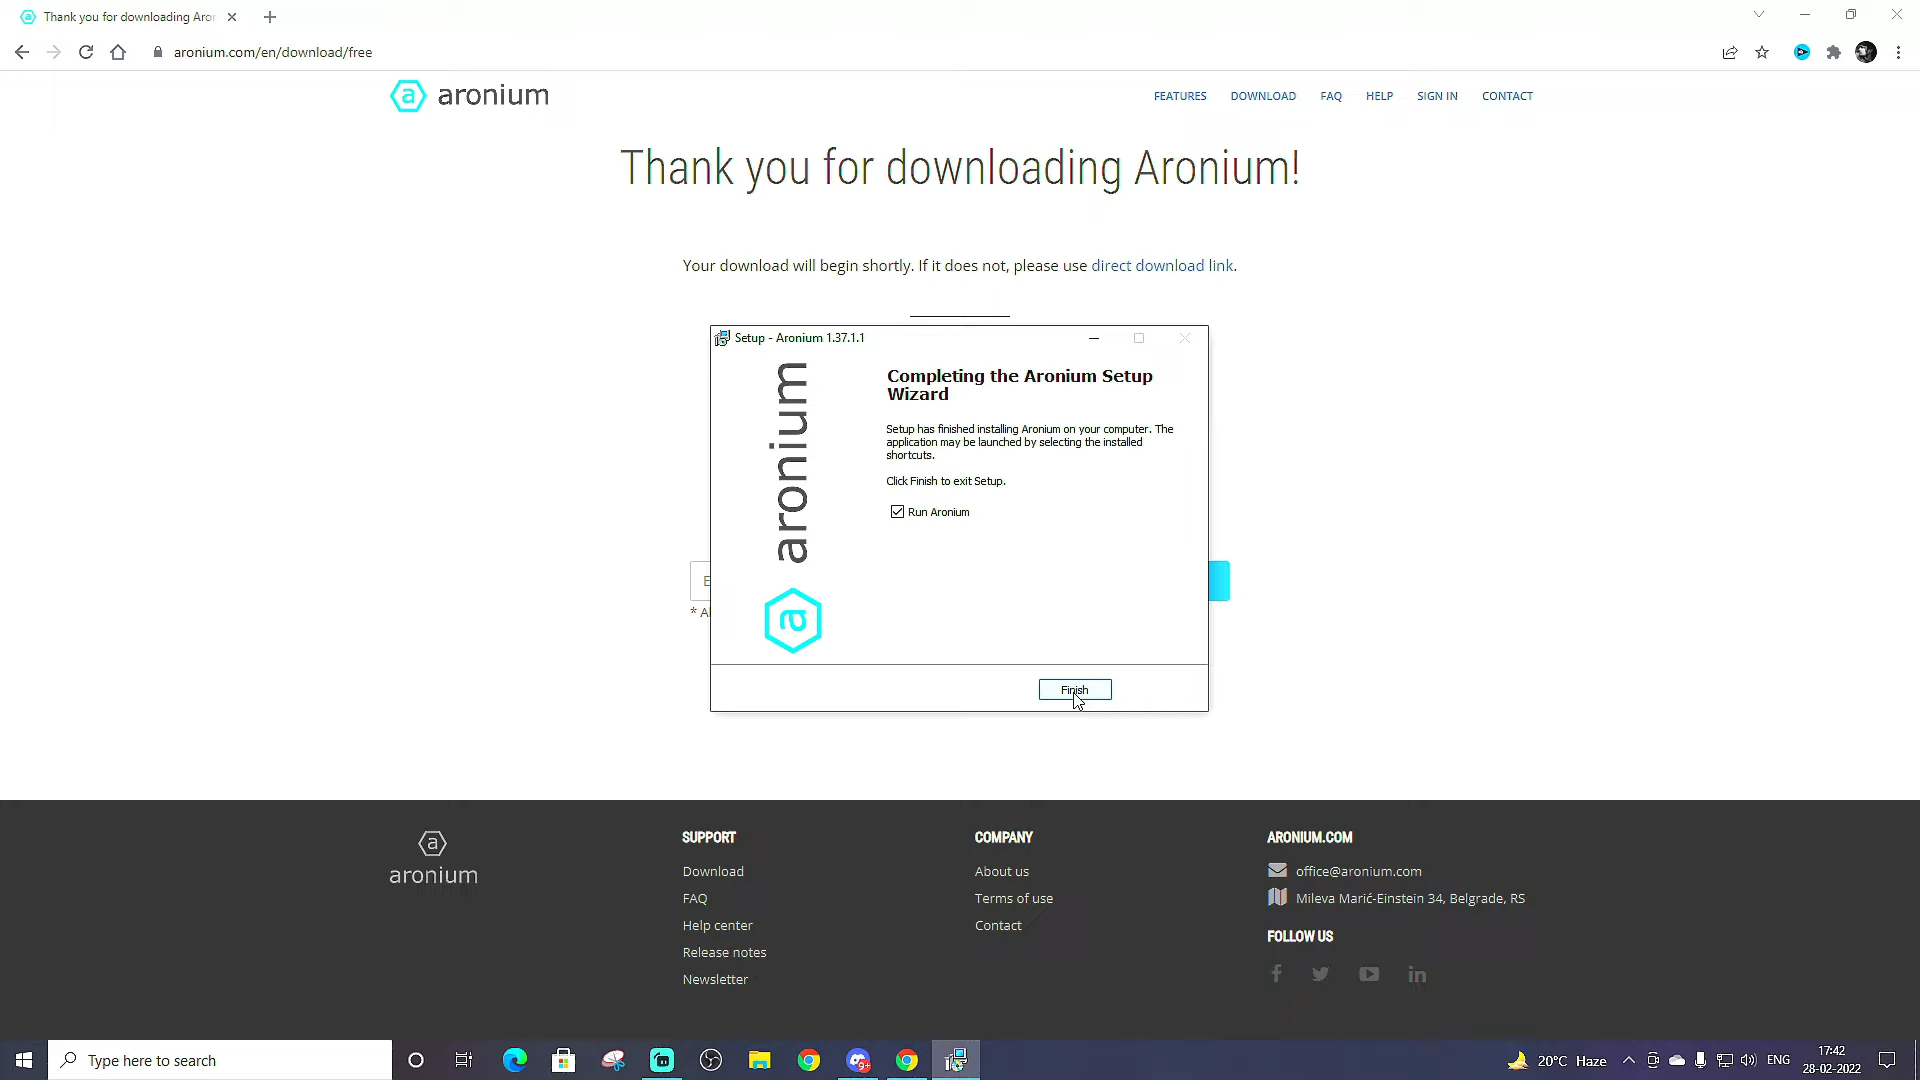 Thank you for downloading Aron
aronium.com/en/download/free
aronium
FEATURES
DOWNLOAD
FAQ
HELP
SIGN IN
CONTACT
Thank you for downloading Aronium!
Your download will begin shortly. If it does not, please use direct download link.
Setup - Aronium 1.37.1.1
aronium
Completing the Aronium Setup
Wizard
Setup has finished installing Aronium on your computer. The
application may be launched by selecting the installed
shortcuts.
Click Finish to exit Setup.
Run Aronium
Finish
aronium
SUPPORT
Download
FAQ
Help center
Release notes
Newsletter
COMPANY
About us
Terms of use
Contact
ARONIUM.COM
office@aronium.com
Mileva Marić-Einstein 34, Belgrade, RS
FOLLOW US
Type here to search
9+
20°C Haze
ENG
17:42
28-02-2022